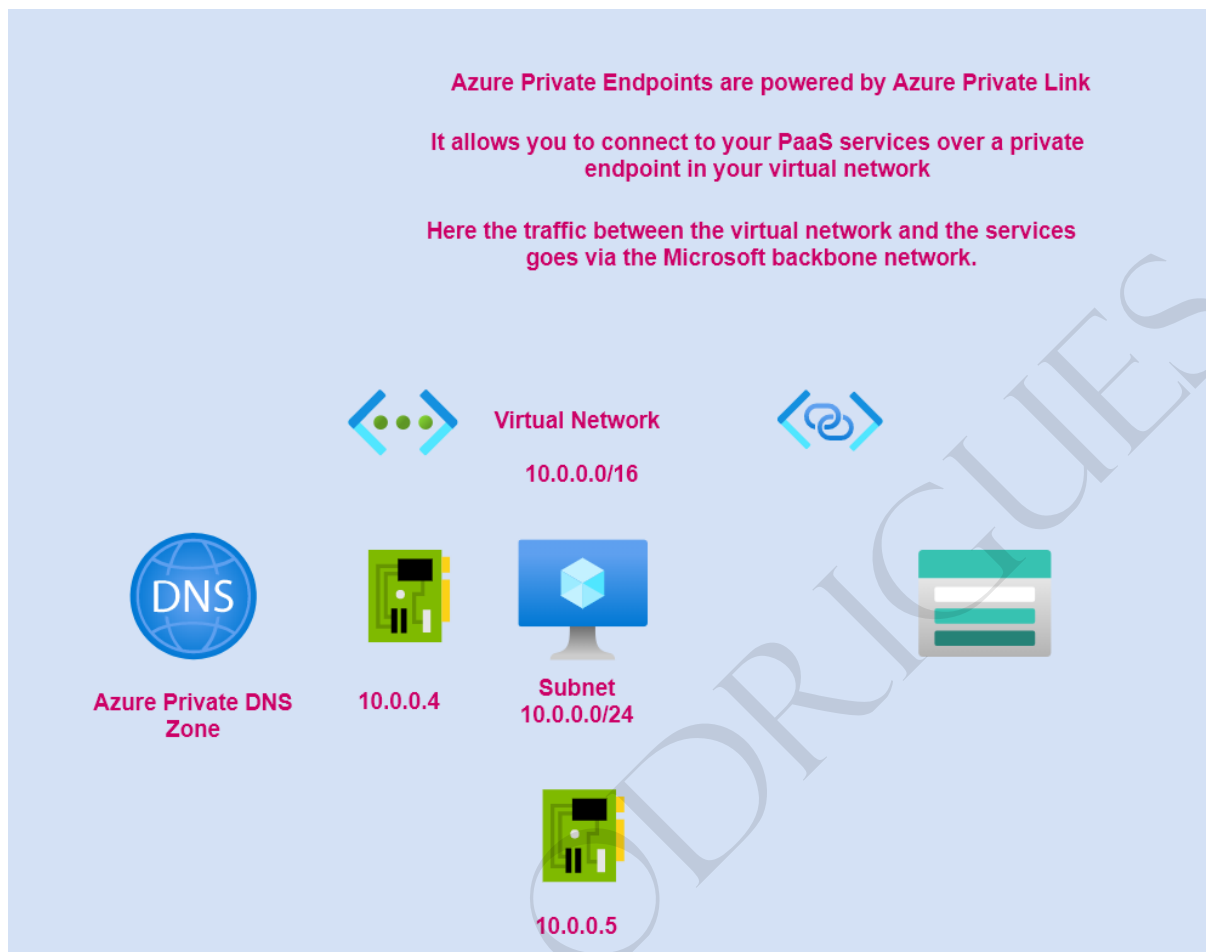 Azure Private Endpoints are powered by Azure Private Link
It allows you to connect to your PaaS services over a private
endpoint in your virtual network
Here the traffic between the virtual network and the services
goes via the Microsoft backbone network.
Virtual Network
10.0.0.0/16
DNS
Azure Private DNS
Zone
10.0.0.4
Subnet
10.0.0.0/24
10.0.0.5
ODRIGUES